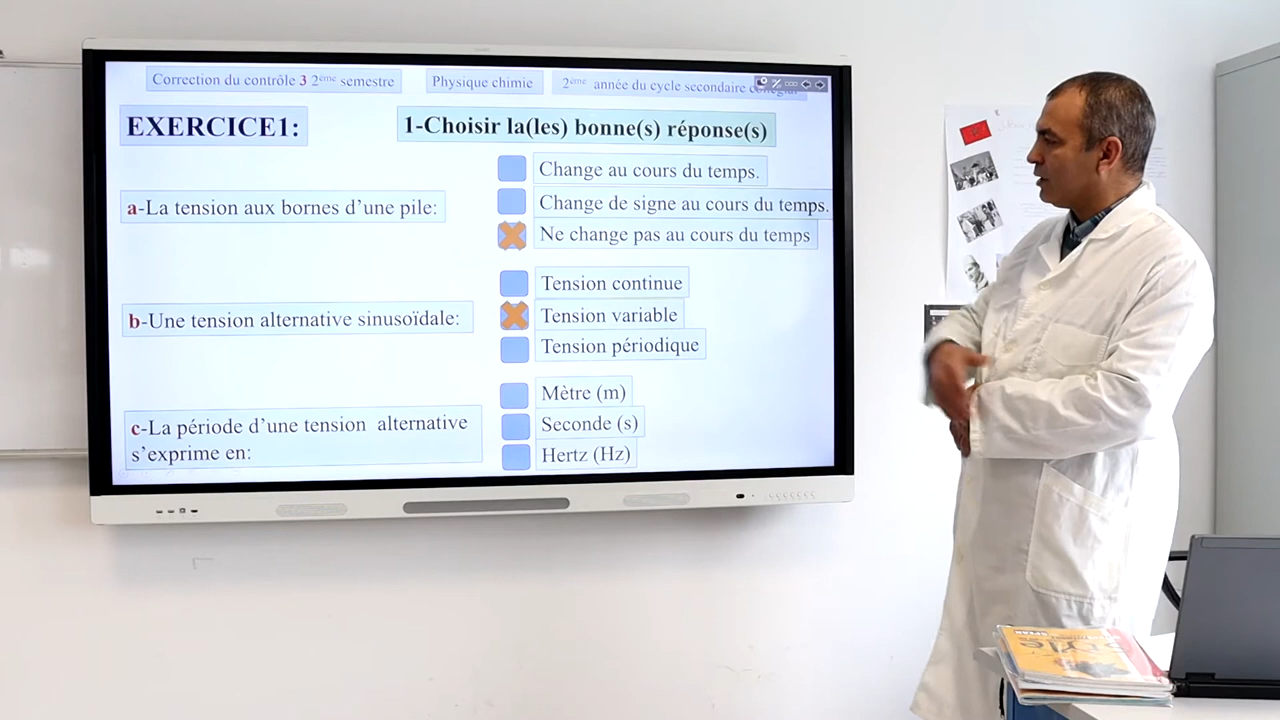 Correction du contrôle 3 2ème semestre
Physique chimie
2ème année du cycle secondaire
EXERCICE1:
1-Choisir la(les) bonne(s) réponse(s)
a-La tension aux bornes d'une pile:
Change au cours du temps.
Change de signe au cours du temps.
Ne change pas au cours du temps
b-Une tension alternative sinusoïdale:
Tension continue
Tension variable
Tension périodique
c-La période d'une tension alternative
s'exprime en:
Mètre (m)
Seconde (s)
Hertz (Hz)